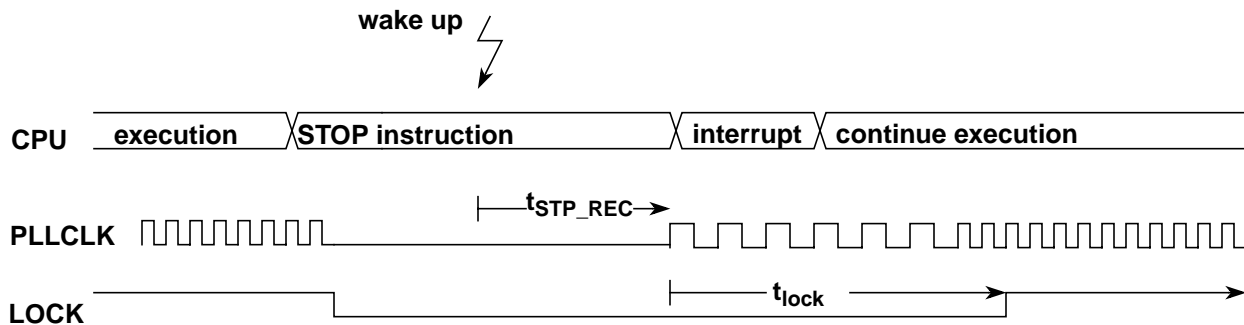 wake up
CPU execution STOP instruction interrupt continue execution
tSTP_REC
PLLCLK
tlock
LOCK